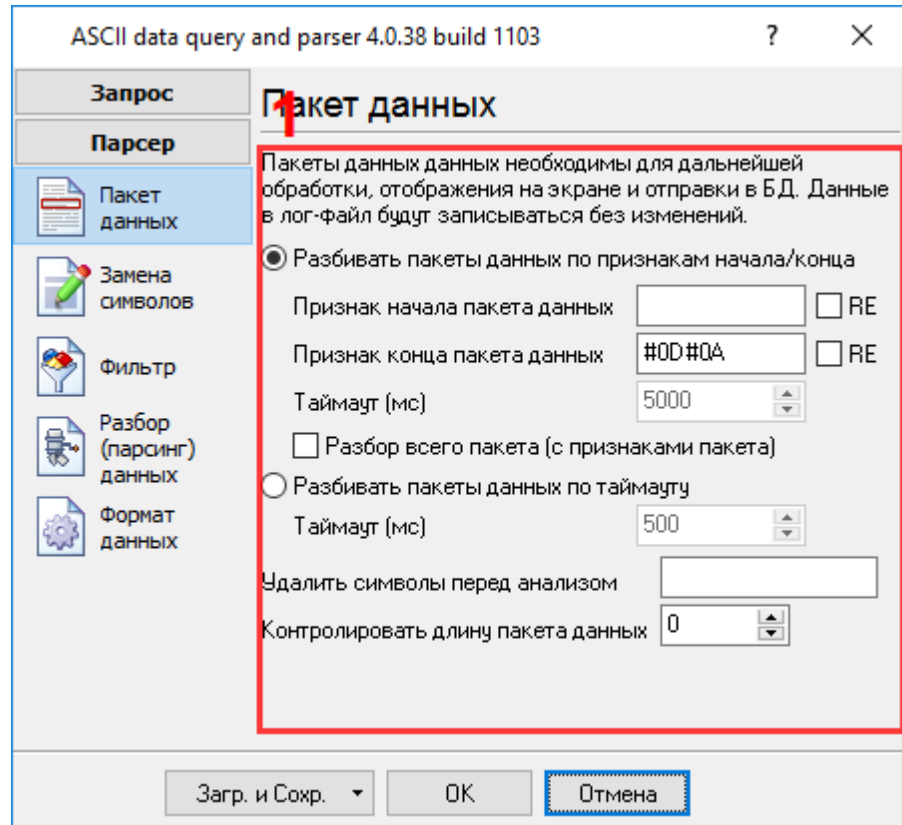 ASCII data query and parser 4.0.38 build 1103
?
Запрос
Парсер
Пакет
данных
Замена
символов
Фильтр
Разбор
(парсинг)
данных
Формат
данных
Пакет данных
1
Пакеты данных данных необходимы для дальнейшей
обработки, отображения на экране и отправки в БД. Данные
в лог-файл будут записываться без изменений.
Разбивать пакеты данных по признакам начала/конца
Признак начала пакета данных RE
Признак конца пакета данных #0D#0A RE
Таймаут (мс) 5000
Разбор всего пакета (с признаками пакета)
Разбивать пакеты данных по таймауту
Таймаут (мс) 500
Удалить символы перед анализом
Контролировать длину пакета данных 0
Загр. и Сохр. OK Отмена